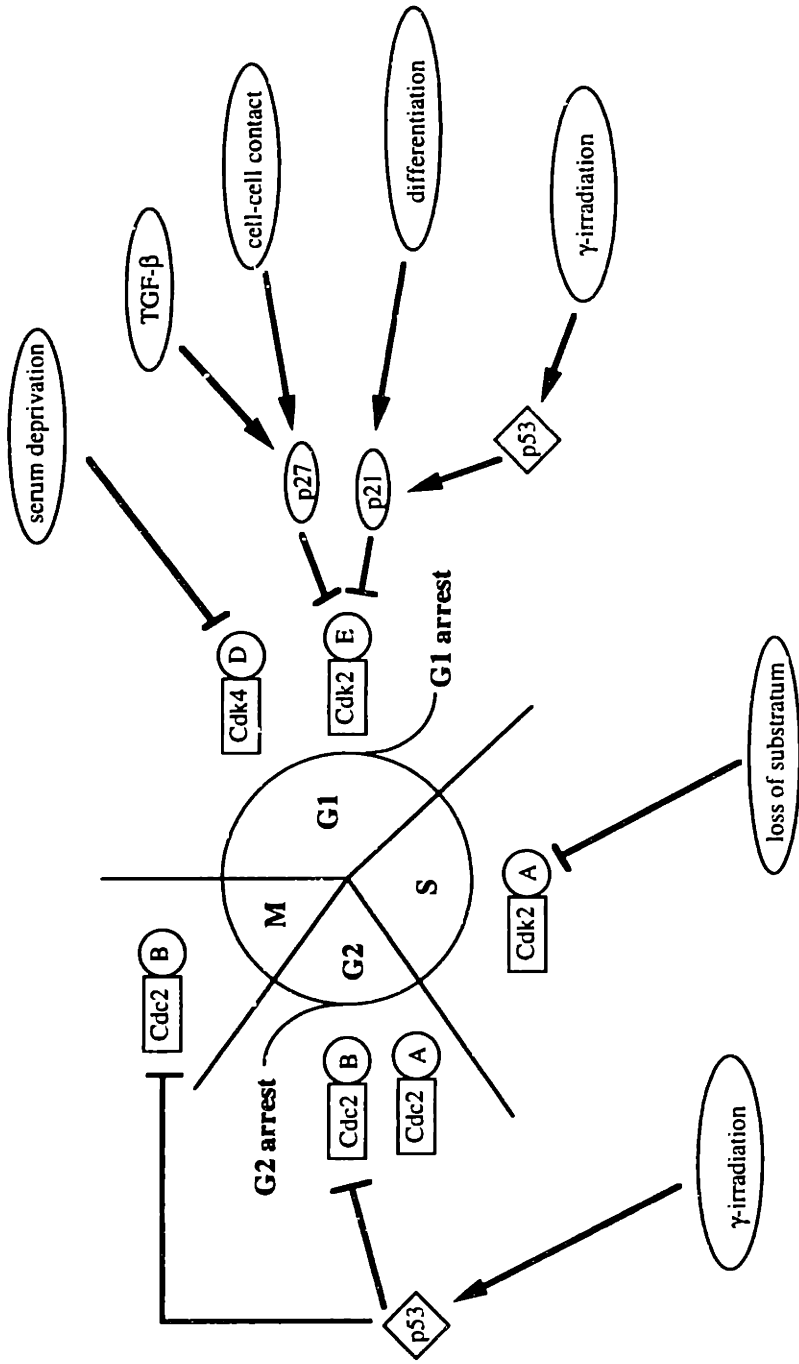 serum deprivation
TGF-β
cell-cell contact
differentiation
γ-irradiation
p27
p21
p53
Cdk4
D
Cdk2
E
G1 arrest
G1
M
S
G2
Cdc2
B
G2 arrest
Cdc2
B
Cdc2
A
Cdk2
A
loss of substratum
p53
γ-irradiation